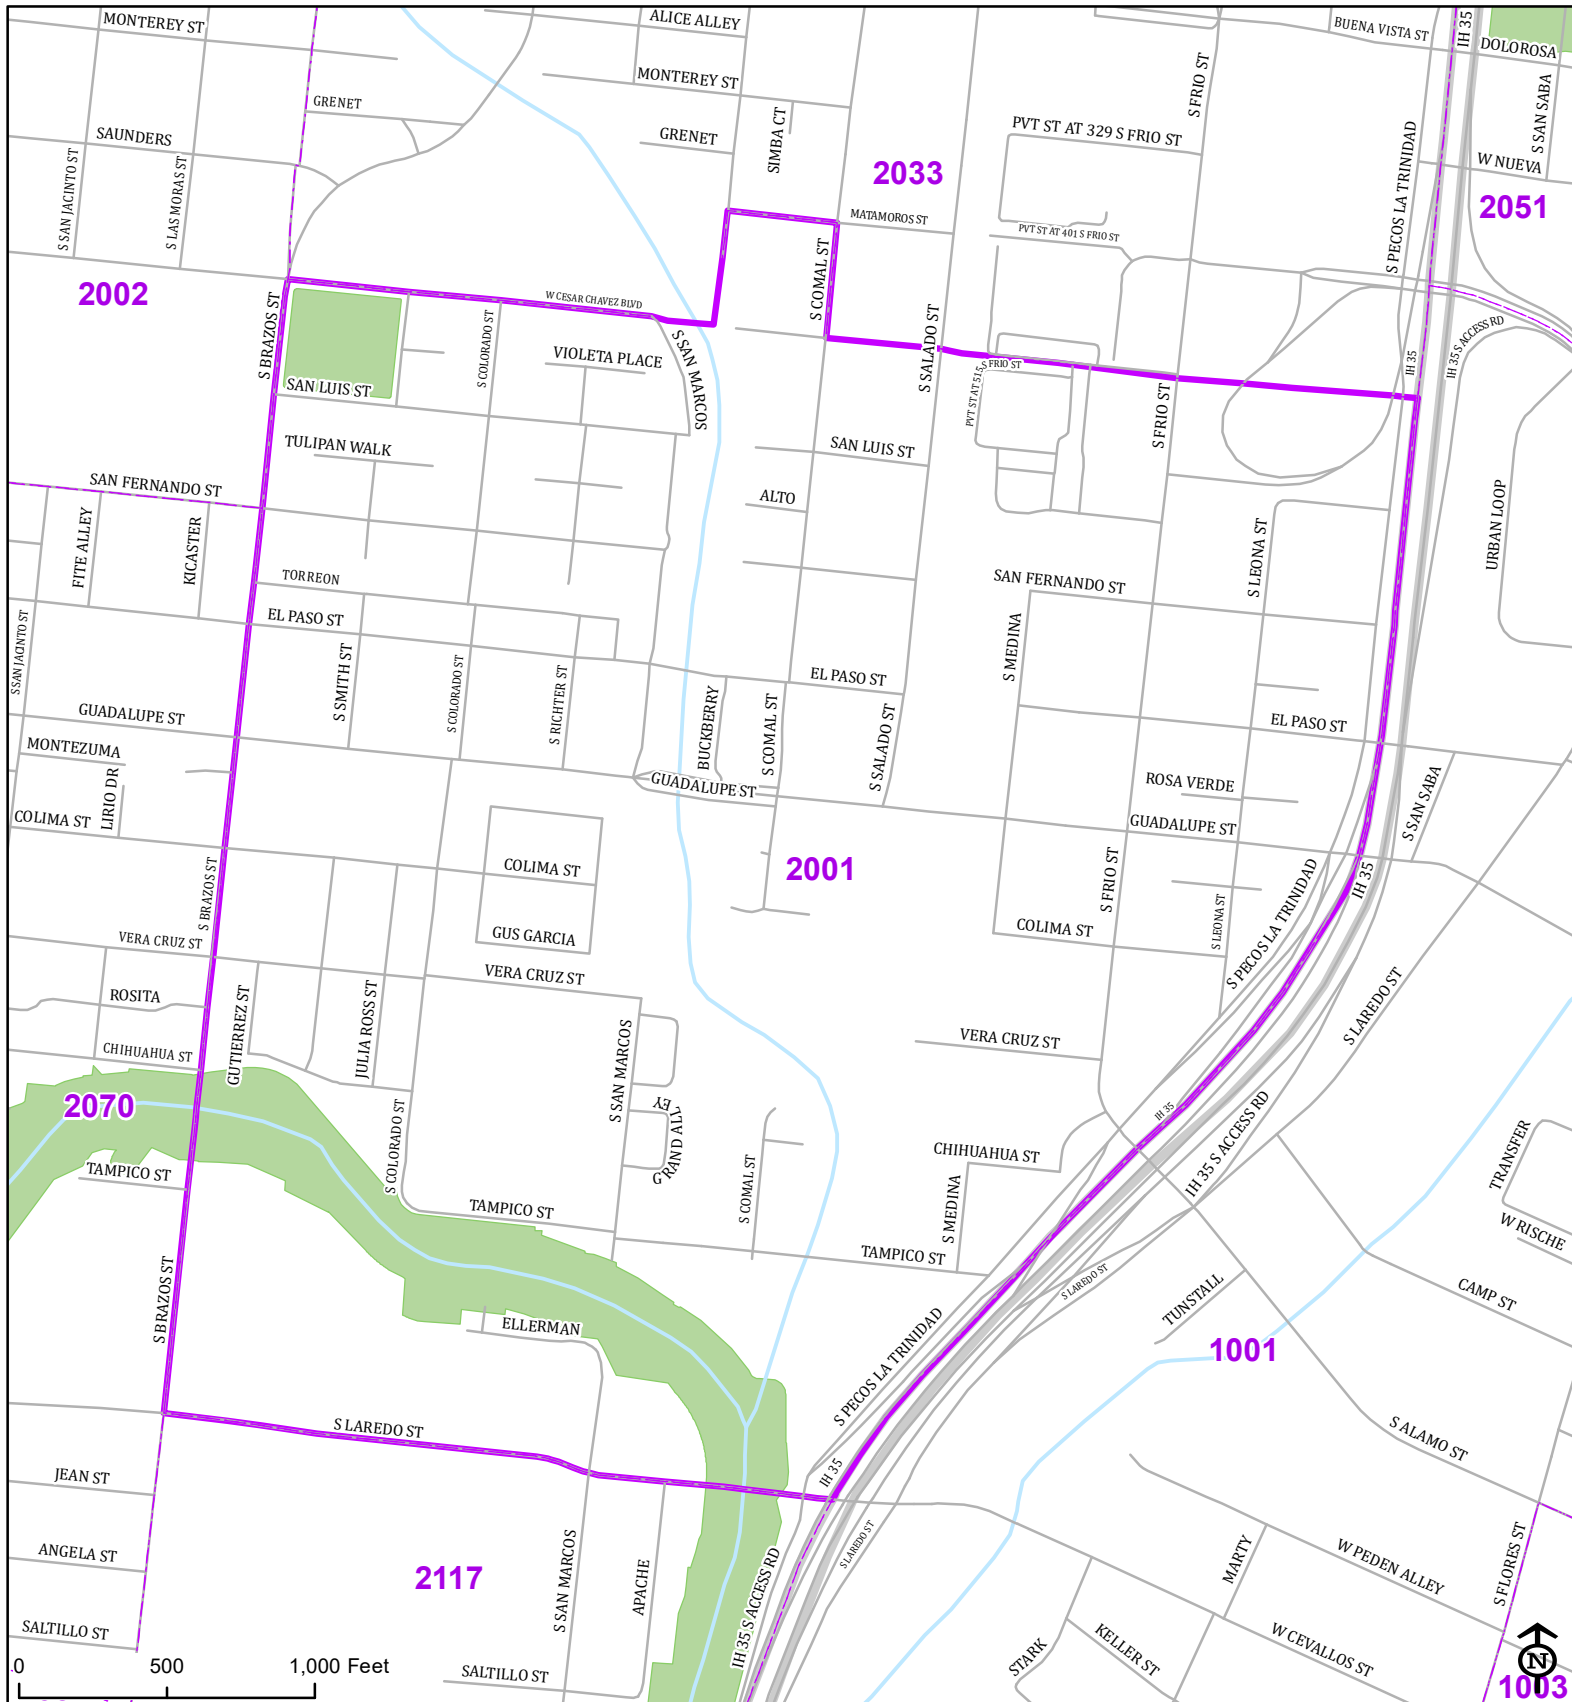 MONTEREY ST
ALICE ALLEY
BUENA VISTA ST
IH 35
DOLOROSA
MONTEREY ST
S FRIO ST
S SAN SABA
GRENET
SAUNDERS
GRENET
SIMBA CT
PVT ST AT 329 S FRIO ST
S PECOS LA TRINIDAD
W NUEVA
2033
2051
S SAN JACINTO ST
S LAS MORAS ST
MATAMOROS ST
PVT ST AT 401 S FRIO ST
2002
S BRAZOS ST
W CESAR CHAVEZ BLVD
S COMAL ST
S SALADO ST
S COLORADO ST
VIOLETA PLACE
S SAN MARCOS
PVT ST AT 515 S FRIO ST
IH 35
IH 35 S ACCESS RD
SAN LUIS ST
S FRIO ST
TULIPAN WALK
SAN LUIS ST
SAN FERNANDO ST
ALTO
URBAN LOOP
FITE ALLEY
KICASTER
S LEONA ST
TORREON
SAN FERNANDO ST
EL PASO ST
S SAN JACINTO ST
S SMITH ST
S COLORADO ST
S RICHTER ST
S MEDINA
EL PASO ST
BUCKBERRY
S COMAL ST
S SALADO ST
GUADALUPE ST
EL PASO ST
MONTEZUMA
LIRIO DR
GUADALUPE ST
ROSA VERDE
S SAN SABA
COLIMA ST
GUADALUPE ST
COLIMA ST
2001
S PECOS LA TRINIDAD
IH 35
S BRAZOS ST
S FRIO ST
S LEONA ST
VERA CRUZ ST
GUS GARCIA
COLIMA ST
VERA CRUZ ST
ROSITA
GUTIERREZ ST
JULIA ROSS ST
S LAREDO ST
CHIHUAHUA ST
S SAN MARCOS
VERA CRUZ ST
2070
GRAND ALLEY
IH 35
IH 35 S ACCESS RD
S COLORADO ST
CHIHUAHUA ST
TRANSFER
TAMPICO ST
S COMAL ST
S MEDINA
TAMPICO ST
W RISCHE
TAMPICO ST
S LAREDO ST
S BRAZOS ST
TUNSTALL
CAMP ST
ELLERMAN
S PECOS LA TRINIDAD
1001
S LAREDO ST
S ALAMO ST
JEAN ST
IH 35
ANGELA ST
S LAREDO ST
2117
S SAN MARCOS
APACHE
IH 35 S ACCESS RD
MARTY
W PEDEN ALLEY
S FLORES ST
SALTILLO ST
STARK
KELLER ST
W CEVALLOS ST
SALTILLO ST
0 500 1,000 Feet
N
1003